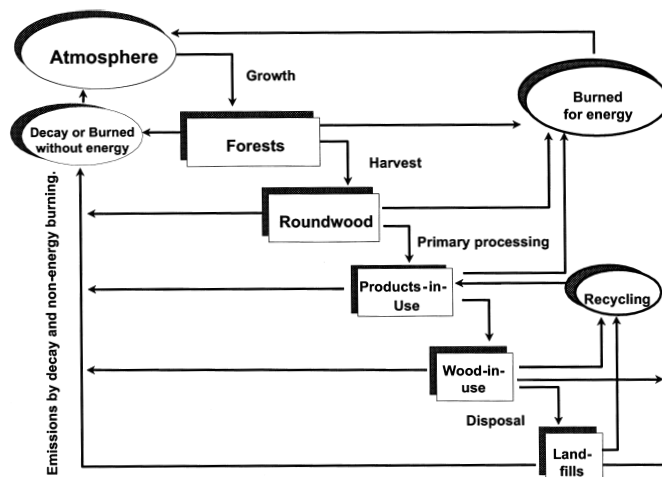 Atmosphere
Growth
Burned
for energy
Decay or Burned
without energy
Forests
Harvest
Roundwood
Primary processing
Products-in-
Use
Recycling
Wood-in-
use
Disposal
Land-
fills
Emissions by decay and non-energy burning.